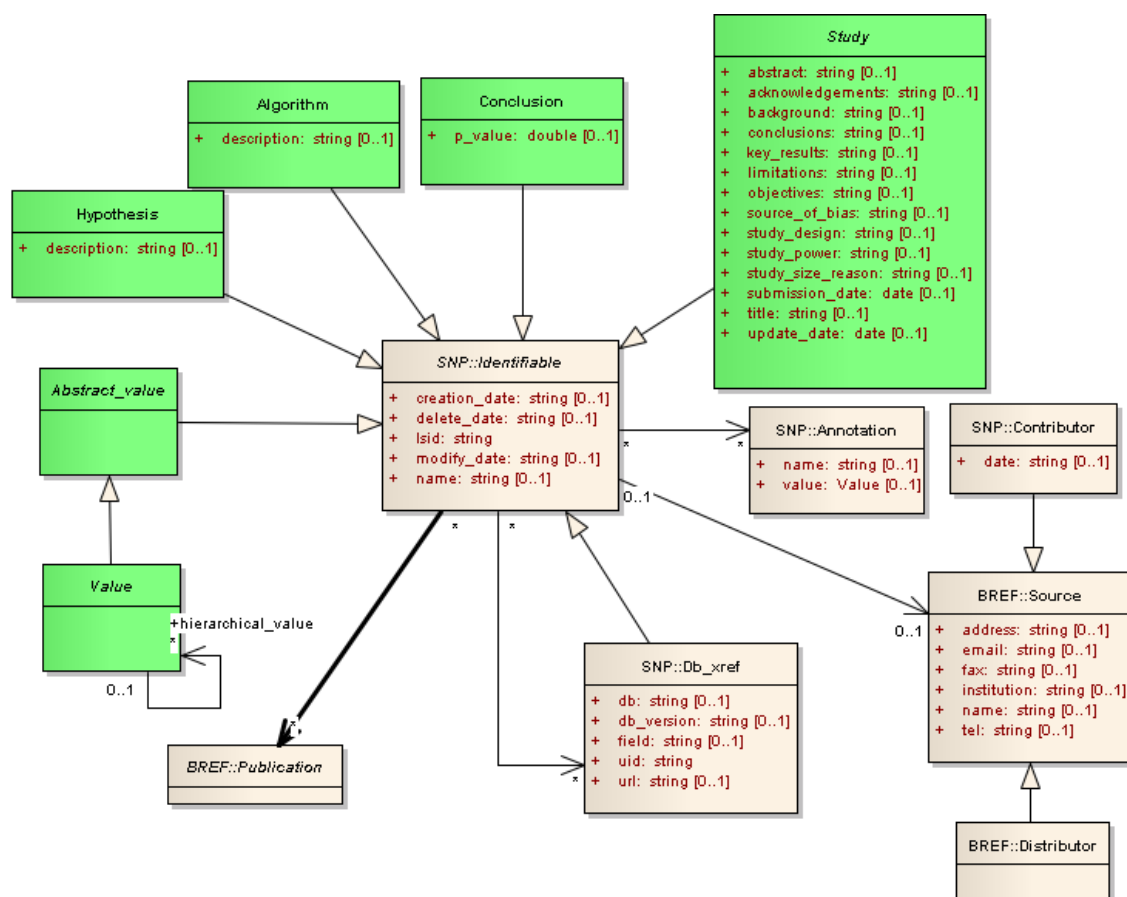 Study
+ abstract: string [0..1]
+ acknowledgements: string [0..1]
+ background: string [0..1]
+ conclusions: string [0..1]
+ key_results: string [0..1]
+ limitations: string [0..1]
+ objectives: string [0..1]
+ source_of_bias: string [0..1]
+ study_design: string [0..1]
+ study_power: string [0..1]
+ study_size_reason: string [0..1]
+ submission_date: date [0..1]
+ title: string [0..1]
+ update_date: date [0..1]
Conclusion
+ p_value: double [0..1]
Algorithm
+ description: string [0..1]
Hypothesis
+ description: string [0..1]
SNP::Identifiable
+ creation_date: string [0..1]
+ delete_date: string [0..1]
+ lsid: string
+ modify_date: string [0..1]
+ name: string [0..1]
Abstract_value
SNP::Annotation
+ name: string [0..1]
+ value: Value [0..1]
SNP::Contributor
+ date: string [0..1]
*
*
0..1
*
*
Value
+hierarchical_value
*
0..1
BREF::Source
+ address: string [0..1]
+ email: string [0..1]
+ fax: string [0..1]
+ institution: string [0..1]
+ name: string [0..1]
+ tel: string [0..1]
0..1
SNP::Db_xref
+ db: string [0..1]
+ db_version: string [0..1]
+ field: string [0..1]
+ uid: string
+ url: string [0..1]
*
*
BREF::Publication
BREF::Distributor